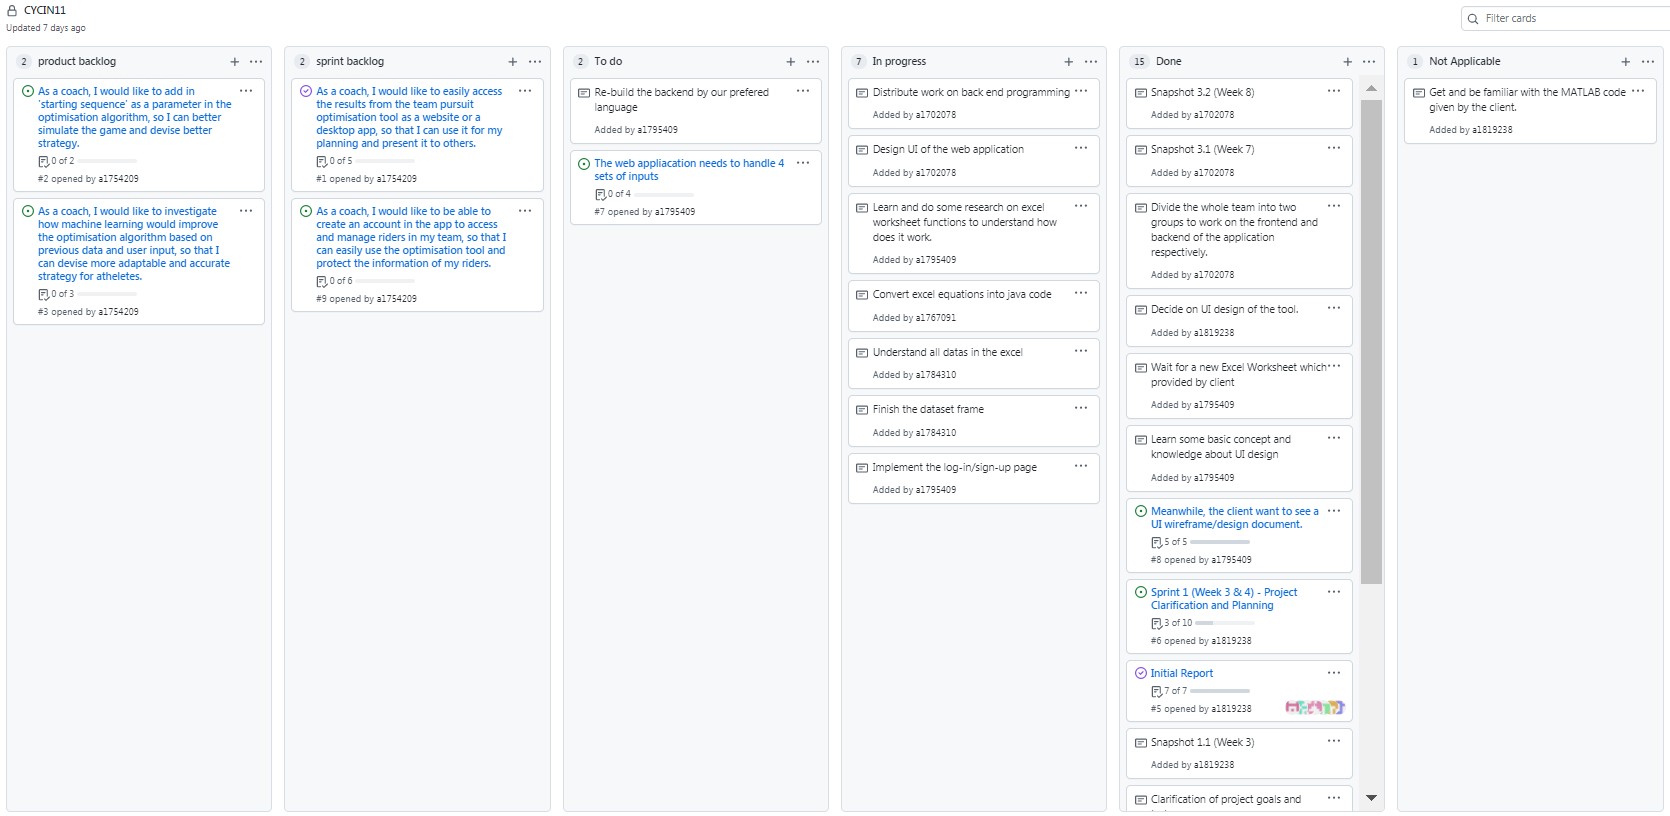 CYCIN11
Updated 7 days ago
Filter cards
2 product backlog
As a coach, I would like to add in
'starting sequence' as a parameter in the
optimisation algorithm, so I can better
simulate the game and devise better
strategy.
0 of 2
#2 opened by a1754209
As a coach, I would like to investigate
how machine learning would improve
the optimisation algorithm based on
previous data and user input, so that I
can devise more adaptable and accurate
strategy for atheletes.
0 of 3
#3 opened by a1754209
2 sprint backlog
As a coach, I would like to easily access
the results from the team pursuit
optimisation tool as a website or a
desktop app, so that I can use it for my
planning and present it to others.
0 of 5
#1 opened by a1754209
As a coach, I would like to be able to
create an account in the app to access
and manage riders in my team, so that I
can easily use the optimisation tool and
protect the information of my riders.
0 of 6
#9 opened by a1754209
2 To do
Re-build the backend by our prefered
language
Added by a1795409
The web appliacation needs to handle 4
sets of inputs
0 of 4
#7 opened by a1795409
7 In progress
Distribute work on back end programming
Added by a1702078
Design UI of the web application
Added by a1702078
Learn and do some research on excel
worksheet functions to understand how
does it work.
Added by a1795409
Convert excel equations into java code
Added by a1767091
Understand all datas in the excel
Added by a1784310
Finish the dataset frame
Added by a1784310
Implement the log-in/sign-up page
Added by a1795409
15 Done
Snapshot 3.2 (Week 8)
Added by a1702078
Snapshot 3.1 (Week 7)
Added by a1702078
Divide the whole team into two
groups to work on the frontend and
backend of the application
respectively.
Added by a1702078
Decide on UI design of the tool.
Added by a1819238
Wait for a new Excel Worksheet which
provided by client
Added by a1795409
Learn some basic concept and
knowledge about UI design
Added by a1795409
Meanwhile, the client want to see a
UI wireframe/design document.
5 of 5
#8 opened by a1795409
Sprint 1 (Week 3 & 4) - Project
Clarification and Planning
3 of 10
#6 opened by a1819238
Initial Report
7 of 7
#5 opened by a1819238
Snapshot 1.1 (Week 3)
Added by a1819238
Clarification of project goals and
1 Not Applicable
Get and be familiar with the MATLAB code
given by the client.
Added by a1819238